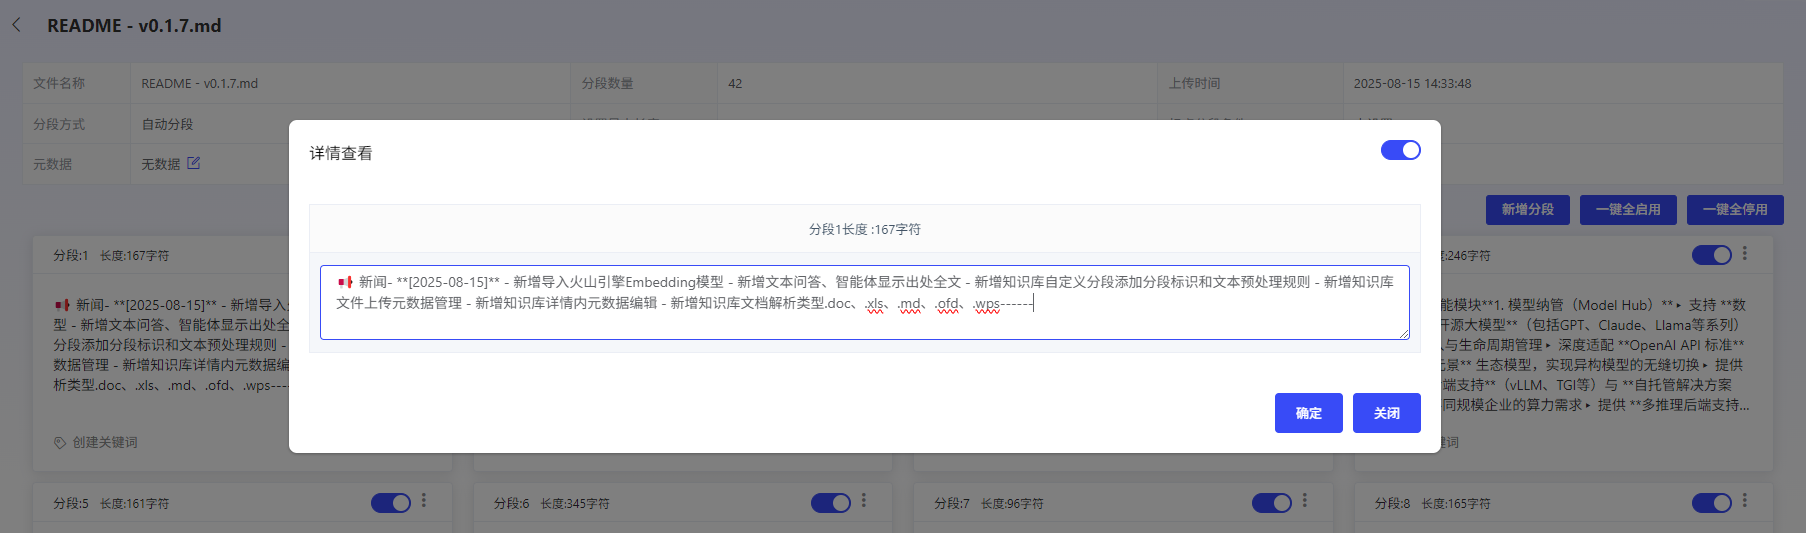 README - v0.1.7.md
文件名称 README - v0.1.7.md 分段数量 42 上传时间 2025-08-15 14:33:48
分段方式 自动分段
元数据 无数据
详情查看
分段1长度 :167字符
新闻- **[2025-08-15]** - 新增导入火山引擎Embedding模型 - 新增文本问答、智能体显示出处全文 - 新增知识库自定义分段添加分段标识和文本预处理规则 - 新增知识库
文件上传元数据管理 - 新增知识库详情内元数据编辑 - 新增知识库文档解析类型.doc、.xls、.md、.ofd、.wps------
确定 关闭
新增分段 一键全启用 一键全停用
分段:1 长度:167字符
新闻- **[2025-08-15]** - 新增导入
型 - 新增文本问答、智能体显示出处全
分段添加分段标识和文本预处理规则 -
数据管理 - 新增知识库详情内元数据编
析类型.doc、.xls、.md、.ofd、.wps---
创建关键词
:246字符
能模块**1. 模型纳管（Model Hub）**▸ 支持 **数
开源大模型**（包括GPT、Claude、Llama等系列）
与生命周期管理▸ 深度适配 **OpenAI API 标准**
景** 生态模型，实现异构模型的无缝切换▸ 提供
端支持**（vLLM、TGI等）与 **自托管解决方案
同规模企业的算力需求▸ 提供 **多推理后端支持...
词
分段:5 长度:161字符 分段:6 长度:345字符 分段:7 长度:96字符 分段:8 长度:165字符